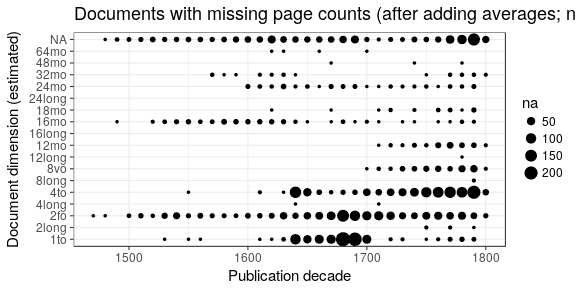 Documents with missing page counts (after adding averages; n
Document dimension (estimated)
NA
64mo
48mo
32mo
24mo
24long
18mo
16mo
16long
12mo
12long
8vo
8long
4to
4long
2fo
2long
1to
1500
1600
1700
1800
Publication decade
na
50
100
150
200